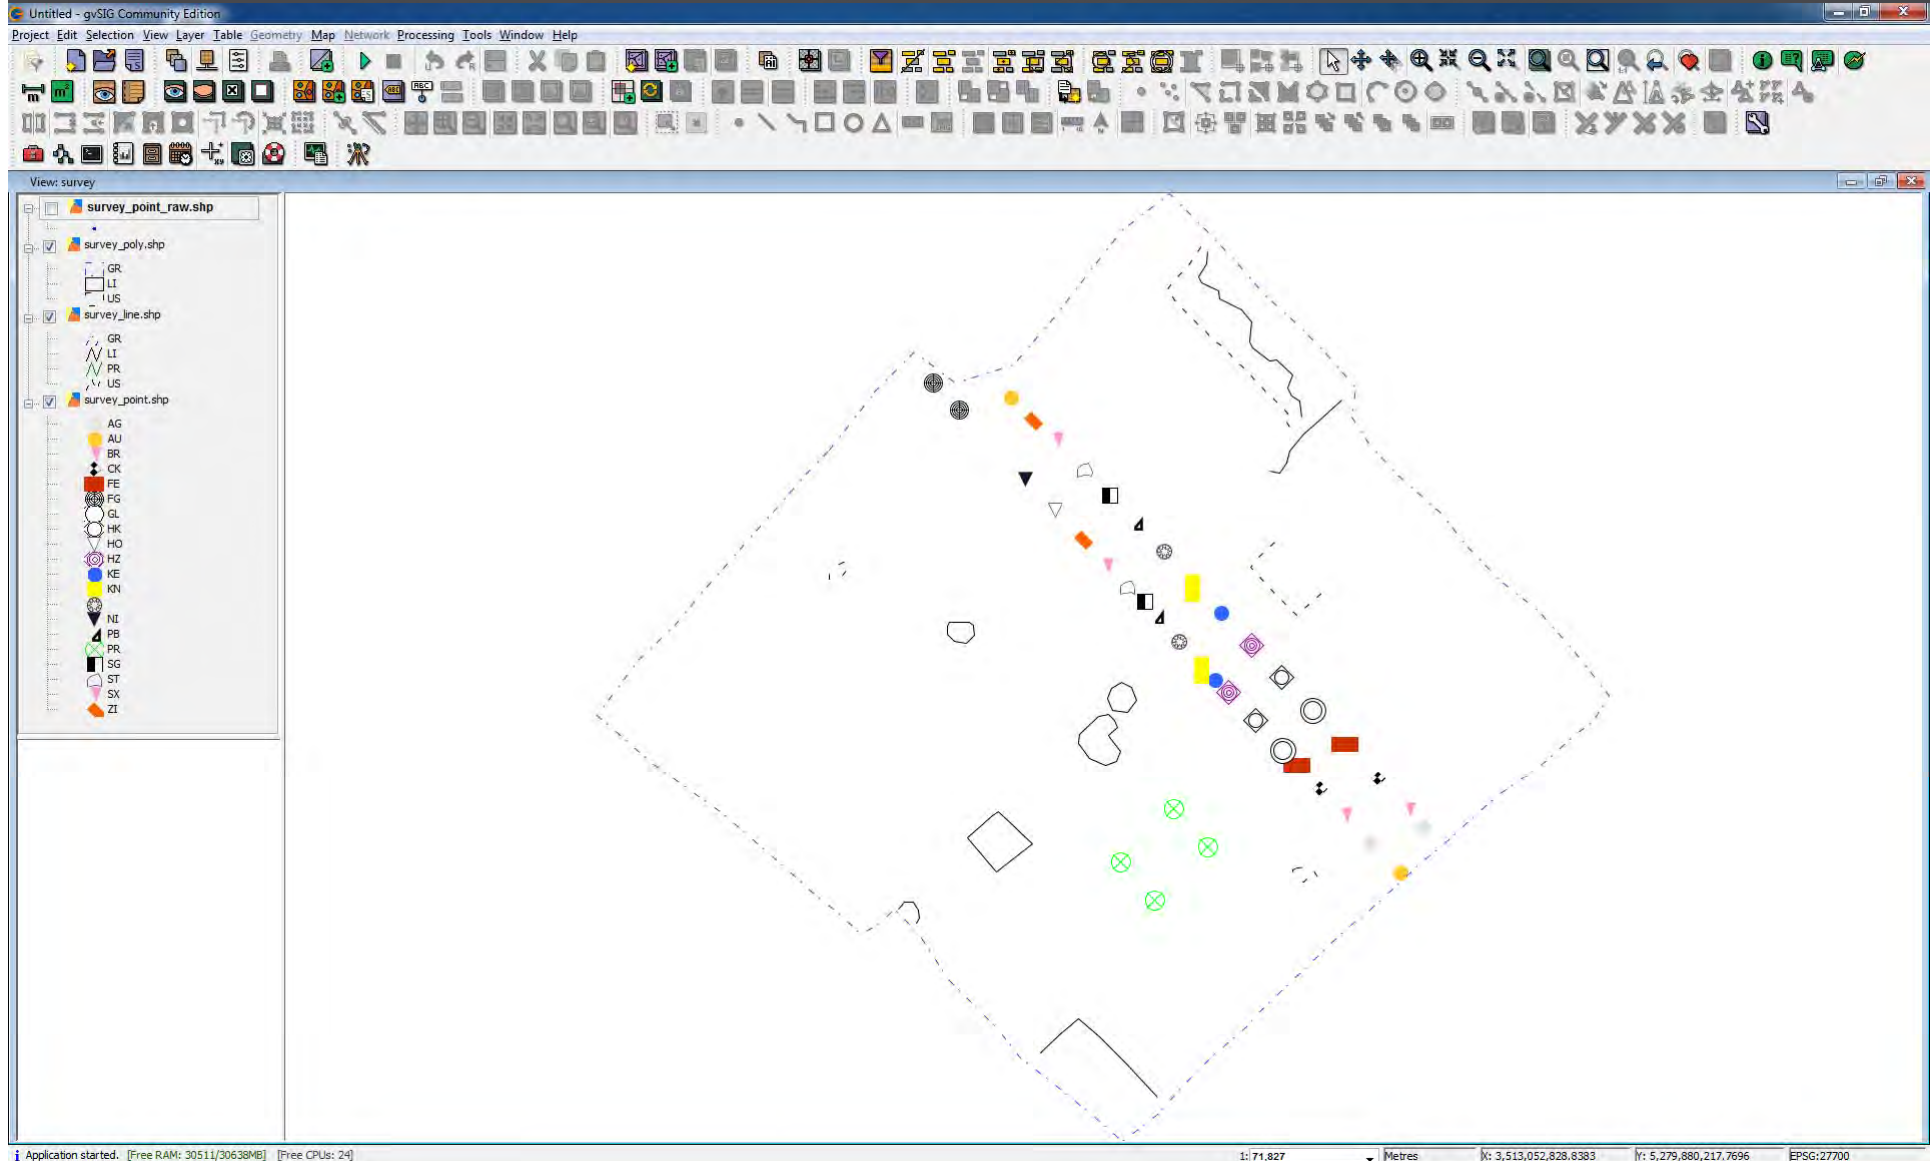 Untitled - gvSIG Community Edition
Project Edit Selection View Layer Table Geometry Map Network Processing Tools Window Help
View: survey
survey_point_raw.shp
survey_poly.shp
GR
LI
US
survey_line.shp
GR
LI
PR
US
survey_point.shp
AG
AU
BR
CK
FE
FG
GL
HK
HO
HZ
KE
KN
NI
PB
PR
SG
ST
SX
ZI
Application started. [Free RAM: 30511/30638MB] [Free CPUs: 24] 1: 71,827 Metres X: 3,513,052,828.8383 Y: 5,279,880,217.7696 EPSG:27700